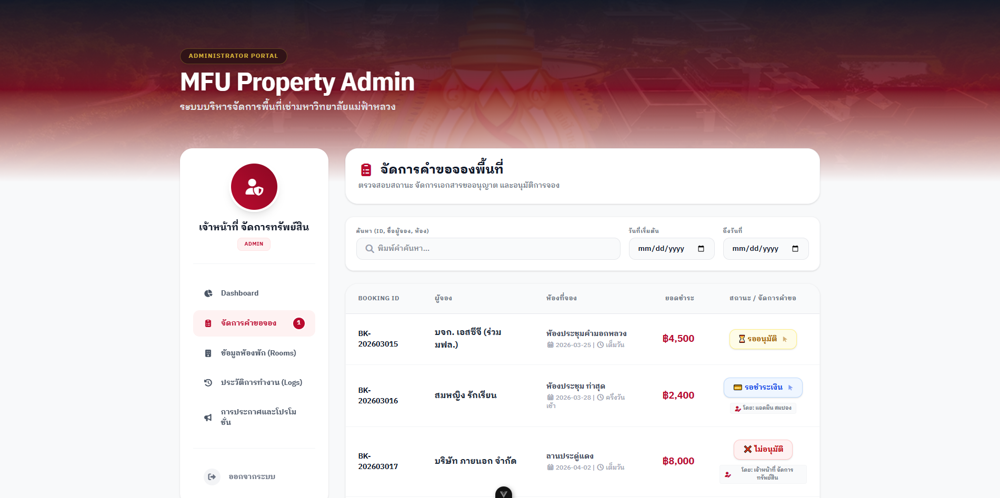 ADMINISTRATOR PORTAL
MFU Property Admin
ระบบบริหารจัดการพื้นที่เช่ามหาวิทยาลัยแม่ฟ้าหลวง
เจ้าหน้าที่ จัดการทรัพย์สิน
ADMIN
Dashboard
จัดการคำขอจอง 1
ข้อมูลห้องพัก (Rooms)
ประวัติการทำงาน (Logs)
การประกาศและโปรโม
ชั่น
ออกจากระบบ
จัดการคำขอจองพื้นที่
ตรวจสอบสถานะ จัดการเอกสารขออนุญาต และอนุมัติการจอง
ค้นหา (ID, ชื่อผู้จอง, ห้อง)
พิมพ์คำค้นหา...
วันที่เริ่มต้น
mm/dd/yyyy
ถึงวันที่
mm/dd/yyyy
BOOKING ID ผู้จอง ห้องที่จอง ยอดชำระ สถานะ / จัดการคำขอ
BK-
202603015
บจก. เอสซีจี (ร่วม
มฟล.)
ห้องประชุมคำมอกหลวง
2026-03-25 | เต็มวัน
฿4,500
รออนุมัติ
BK-
202603016
สมหญิง รักเรียน
ห้องประชุม ท่าสุด
2026-03-28 | ครึ่งวัน
เช้า
฿2,400
รอชำระเงิน
โดย: แอดมิน สมปอง
BK-
202603017
บริษัท ภายนอก จำกัด
ลานประดู่แดง
2026-04-02 | เต็มวัน
฿8,000
ไม่อนุมัติ
โดย: เจ้าหน้าที่ จัดการ
ทรัพย์สิน